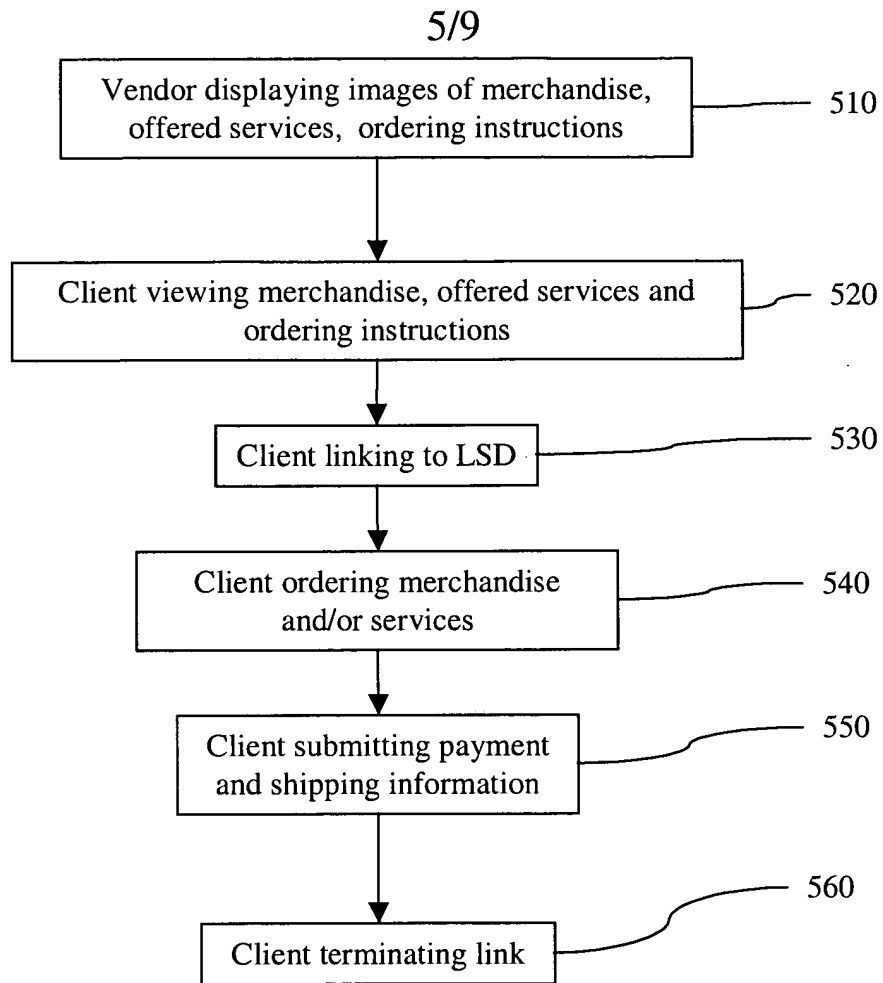 5/9
Vendor displaying images of merchandise,
offered services, ordering instructions
510
Client viewing merchandise, offered services and
ordering instructions
520
Client linking to LSD
530
Client ordering merchandise
and/or services
540
Client submitting payment
and shipping information
550
Client terminating link
560